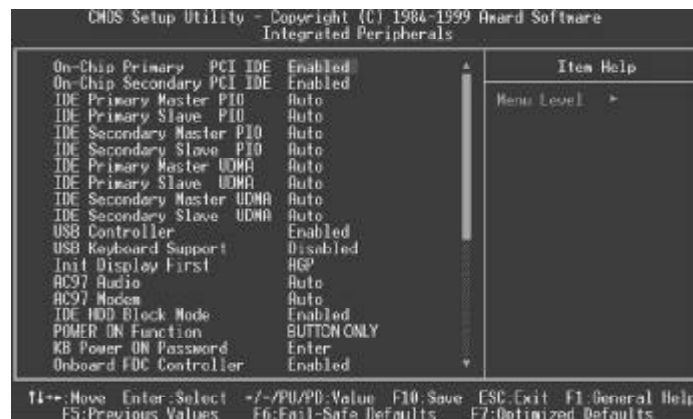 CMOS Setup Utility - Copyright (C) 1984-1999 Award Software
Integrated Peripherals
On-Chip Primary PCI IDE Enabled
On-Chip Secondary PCI IDE Enabled
IDE Primary Master PIO Auto
IDE Primary Slave PIO Auto
IDE Secondary Master PIO Auto
IDE Secondary Slave PIO Auto
IDE Primary Master UDMA Auto
IDE Primary Slave UDMA Auto
IDE Secondary Master UDMA Auto
IDE Secondary Slave UDMA Auto
USB Controller Enabled
USB Keyboard Support Disabled
Init Display First AGP
AC97 Audio Auto
AC97 Modem Auto
IDE HDD Block Mode Enabled
POWER ON Function BUTTON ONLY
KB Power ON Password Enter
Onboard FDC Controller Enabled
Item Help
Menu Level ►
↑↓→←:Move Enter:Select +/-/PU/PD:Value F10:Save ESC:Exit F1:General Help
F5:Previous Values F6:Fail-Safe Defaults F7:Optimized Defaults